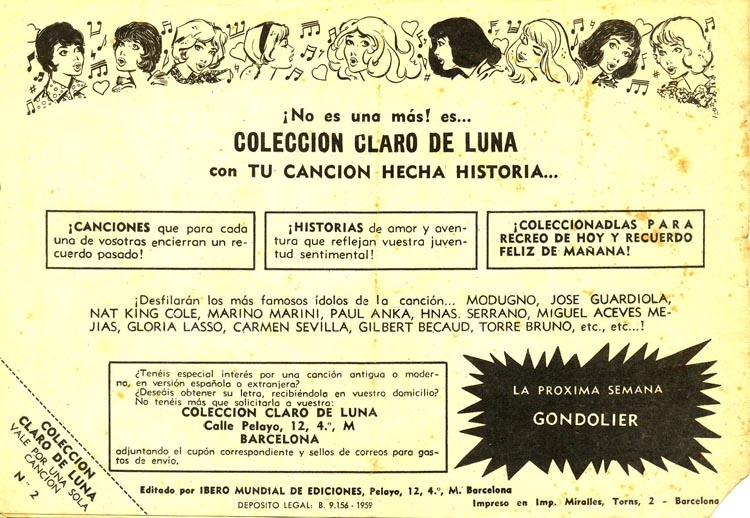 ¡No es una más! es...
COLECCION CLARO DE LUNA
con TU CANCION HECHA HISTORIA...
¡CANCIONES que para cada
una de vosotras encierran un re-
cuerdo pasado!
¡HISTORIAS de amor y aven-
tura que reflejan vuestra juven-
tud sentimental!
¡COLECCIONADLAS PARA
RECREO DE HOY Y RECUERDO
FELIZ DE MAÑANA!
¡Desfilarán los más famosos ídolos de la canción... MODUGNO, JOSE GUARDIOLA,
NAT KING COLE, MARINO MARINI, PAUL ANKA, HNAS. SERRANO, MIGUEL ACEVES ME-
JIAS, GLORIA LASSO, CARMEN SEVILLA, GILBERT BECAUD, TORRE BRUNO, etc., etc...!
¿Tenéis especial interés por una canción antigua o moder-
na, en versión española o extranjera?
¿Deseáis obtener su letra, recibiéndola en vuestro domicilio?
No tenéis más que solicitarla a vuestra:
COLECCION CLARO DE LUNA
Calle Pelayo, 12, 4.º, M
BARCELONA
adjuntando el cupón correspondiente y sellos de correos para gas-
tos de envío.
LA PROXIMA SEMANA
GONDOLIER
COLECCION
CLARO DE LUNA
VALE POR UNA SOLA
CANCION
N - 2
Editado por IBERO MUNDIAL DE EDICIONES, Pelayo, 12, 4.º, M. Barcelona
DEPOSITO LEGAL: B. 9.156 - 1959
Impreso en Imp. Miralles, Torns, 2 - Barcelona